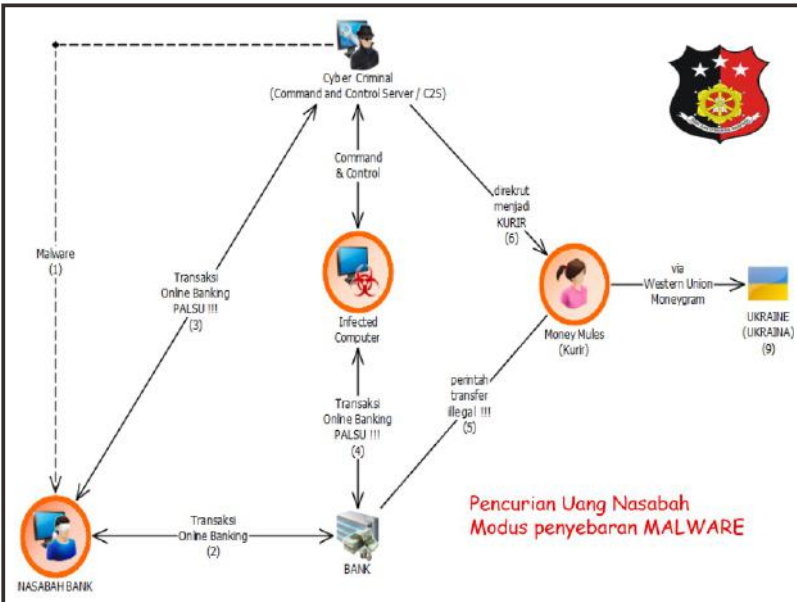 Cyber Criminal
(Command and Control Server / C2S)
Command
& Control
direkrut
menjadi
KURIR
(6)
Malware
(1)
Transaksi
Online Banking
PALSU !!!
(3)
Infected
Computer
via
Western Union
Moneygram
Money Mules
(Kurir)
UKRAINE
(UKRAINA)
(9)
perintah
transfer
illegal !!!
(5)
Transaksi
Online Banking
PALSU !!!
(4)
Transaksi
Online Banking
(2)
NASABAH BANK
BANK
Pencurian Uang Nasabah
Modus penyebaran MALWARE